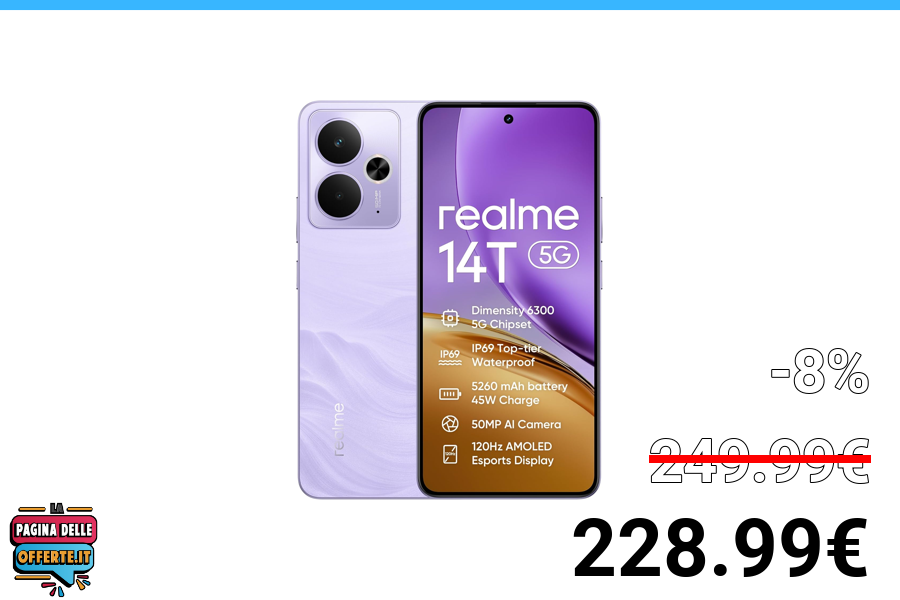 realme
14T 5G
Dimensity 6300
5G Chipset
IP69
IP69 Top-tier
Waterproof
5260 mAh battery
45W Charge
50MP AI Camera
120Hz AMOLED
Esports Display
realme
-8%
249.99€
228.99€
LA
PAGINA DELLE
OFFERTE.IT